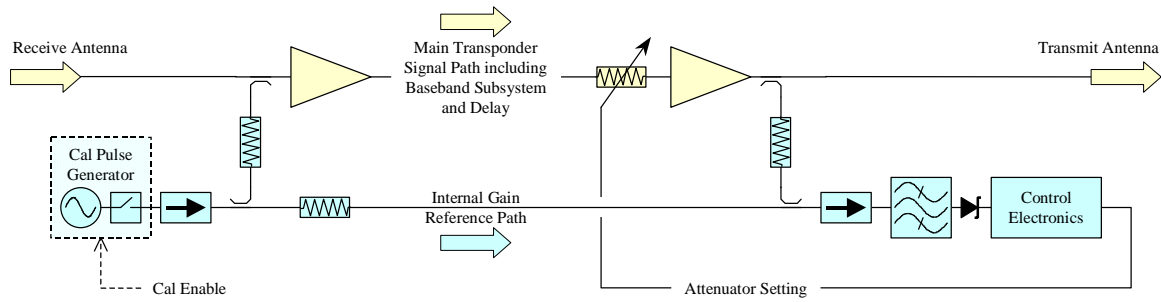 Receive Antenna
Main Transponder
Signal Path including
Baseband Subsystem
and Delay
Transmit Antenna
Cal Pulse
Generator
Internal Gain
Reference Path
Control
Electronics
Cal Enable
Attenuator Setting